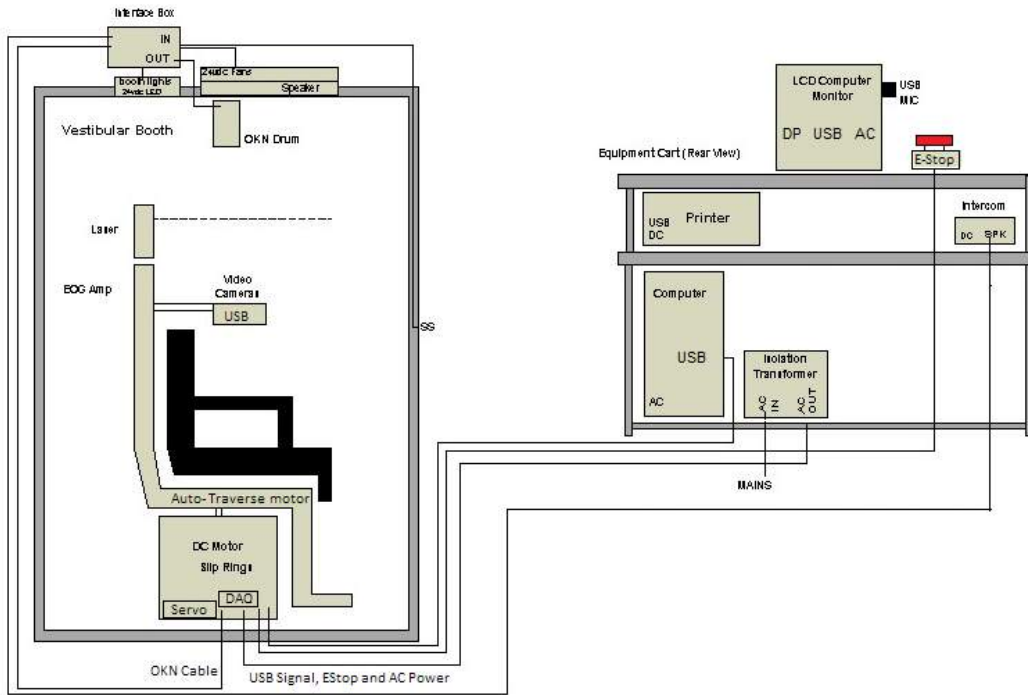 Interface Box
IN
OUT
booth lights
24vdc LED
24vdc Fans
Speaker
Vestibular Booth
OKN Drum
Laser
EOG Amp
Video
Cameras
USB
SS
Auto-Traverse motor
DC Motor
Slip Rings
DAQ
Servo
OKN Cable
USB Signal, EStop and AC Power
LCD Computer
Monitor
DP USB AC
USB
MIC
E-Stop
Equipment Cart (Rear View)
USB
DC
Printer
Intercom
DC SPK
Computer
USB
AC
Isolation
Transformer
AC IN
AC OUT
MAINS